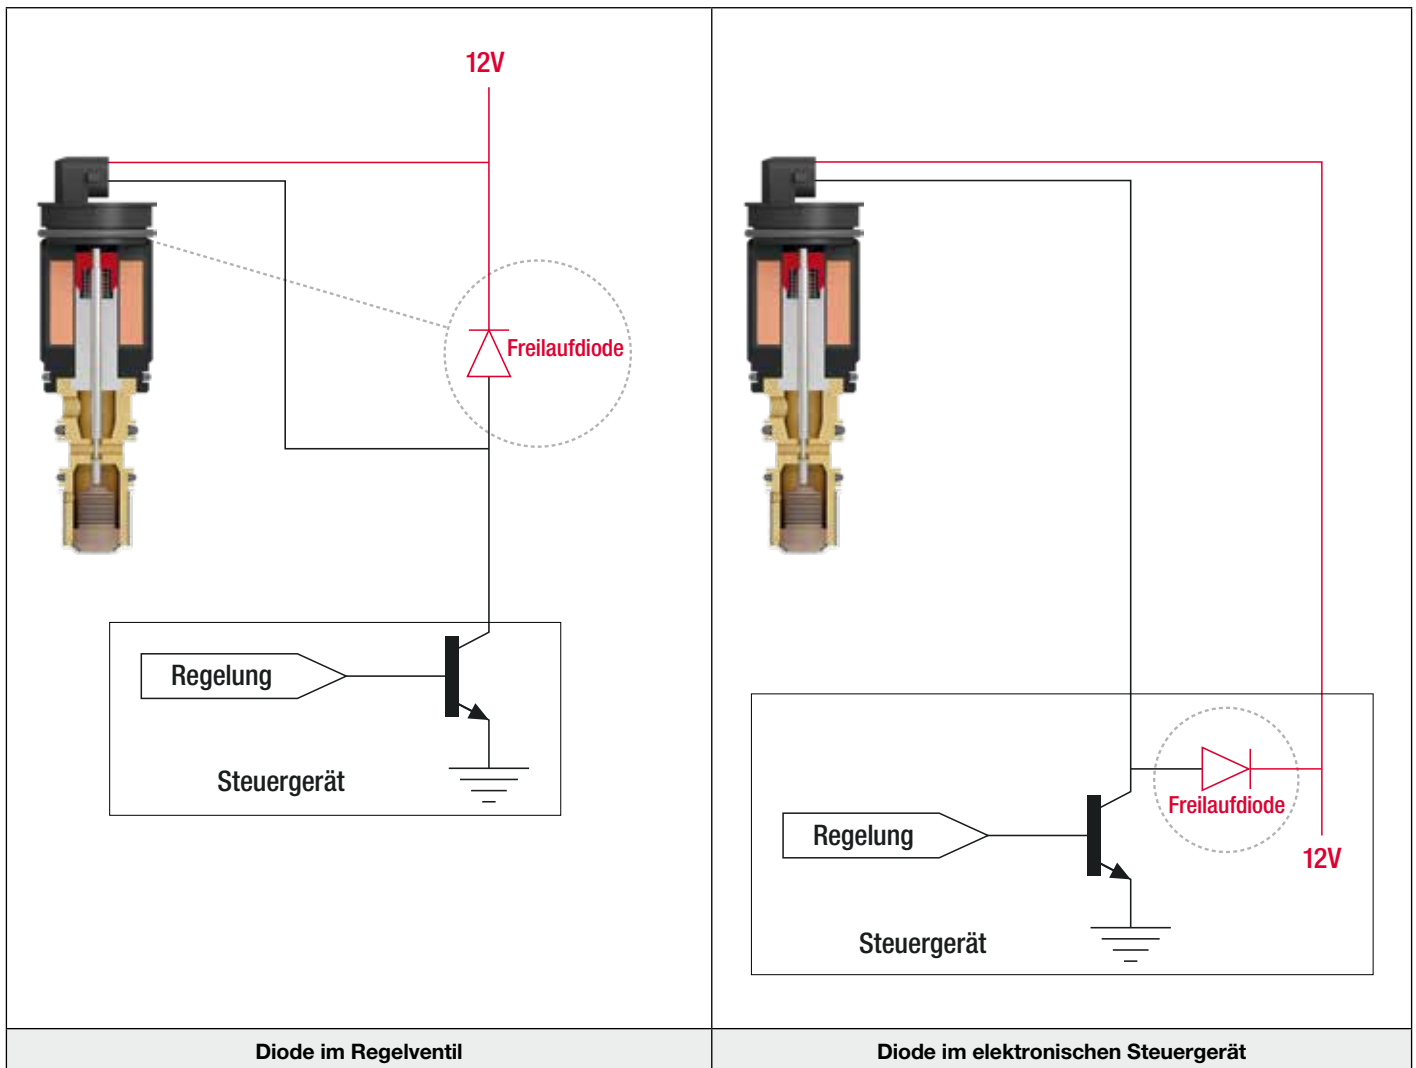 12V
Freilaufdiode
Regelung
Steuergerät
Diode im Regelventil
Freilaufdiode
12V
Regelung
Steuergerät
Diode im elektronischen Steuergerät